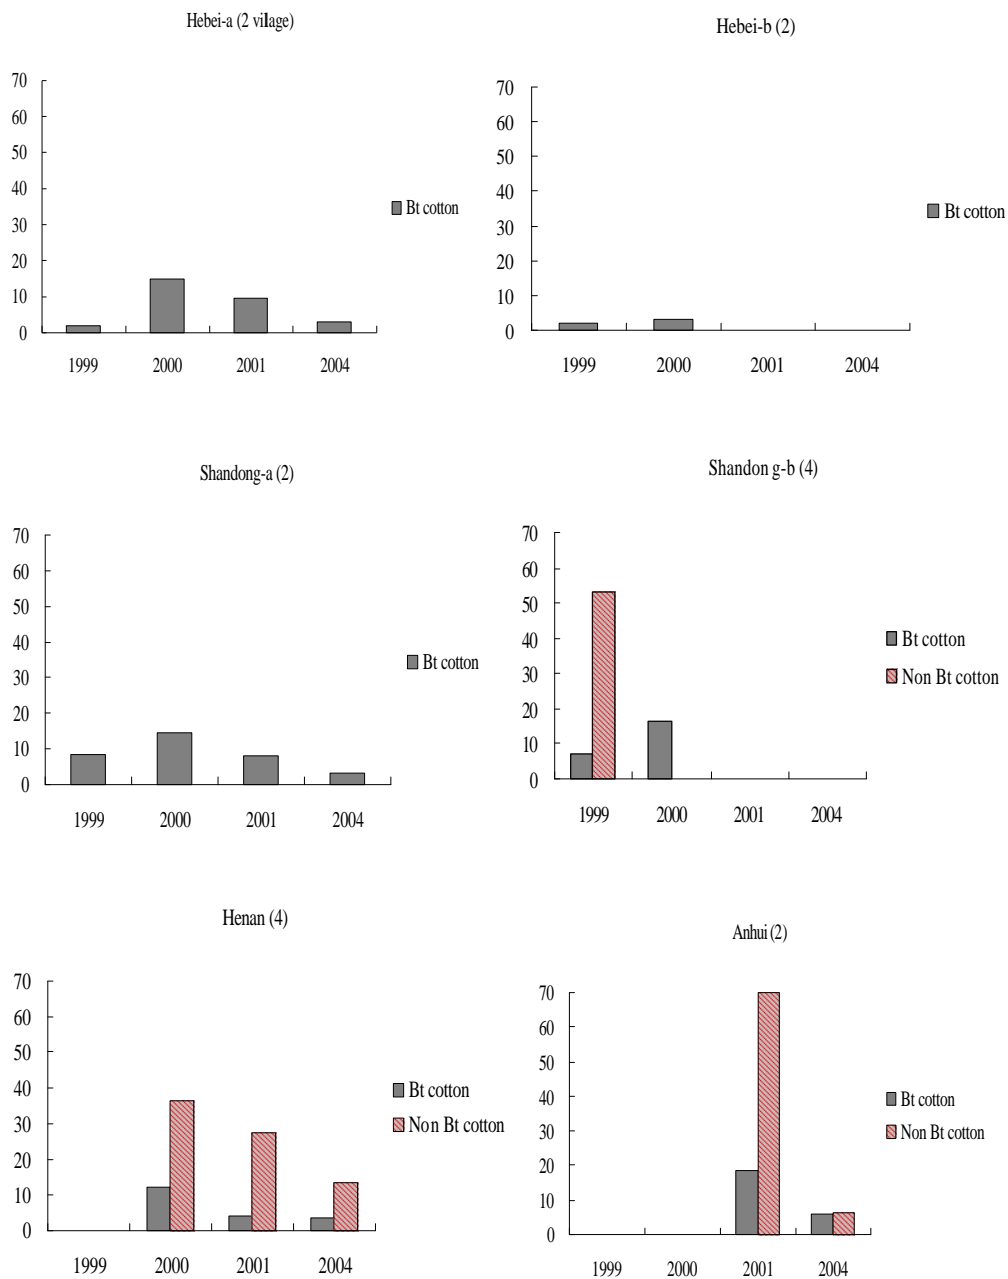 Hebei-a (2 village)
70
60
50
40
30
20
10
0
1999 2000 2001 2004
Bt cotton
Hebei-b (2)
70
60
50
40
30
20
10
0
1999 2000 2001 2004
Bt cotton
Shandong-a (2)
70
60
50
40
30
20
10
0
1999 2000 2001 2004
Bt cotton
Shandon g-b (4)
70
60
50
40
30
20
10
0
1999 2000 2001 2004
Bt cotton
Non Bt cotton
Henan (4)
70
60
50
40
30
20
10
0
1999 2000 2001 2004
Bt cotton
Non Bt cotton
Anhui (2)
70
60
50
40
30
20
10
0
1999 2000 2001 2004
Bt cotton
Non Bt cotton